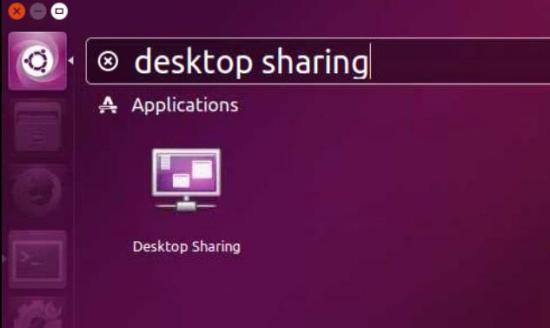 desktop sharing
Applications
Desktop Sharing